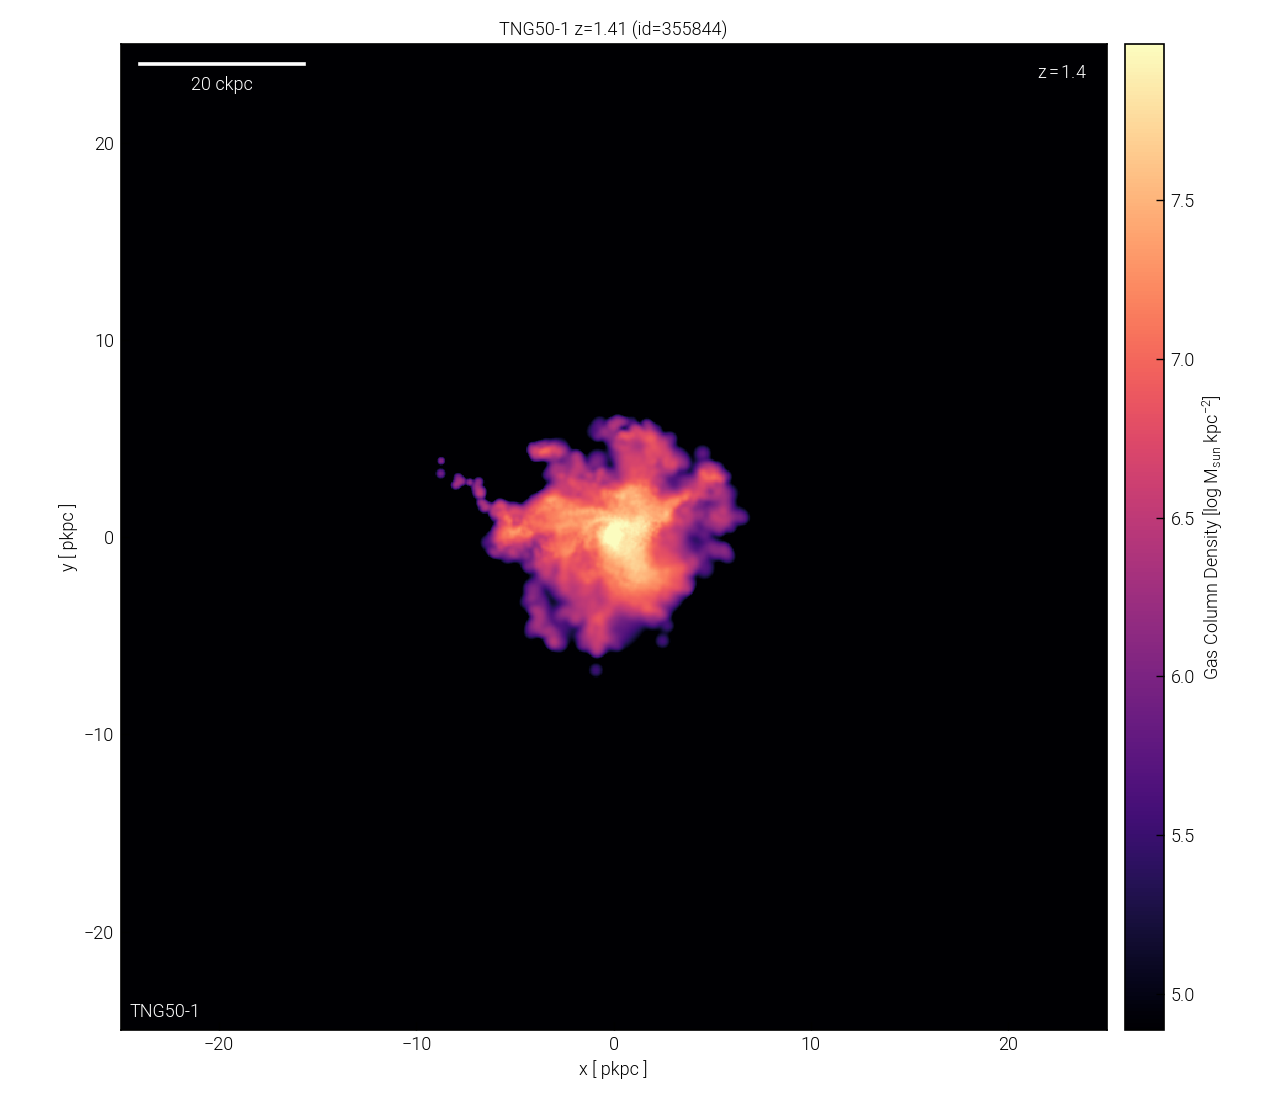 TNG50-1 z=1.41 (id=355844)
20 ckpc
z = 1.4
20
10
0
−10
−20
y [ pkpc ]
TNG50-1
−20
−10
0
10
20
x [ pkpc ]
7.5
7.0
6.5
6.0
5.5
5.0
Gas Column Density [log M_sun kpc^−2]